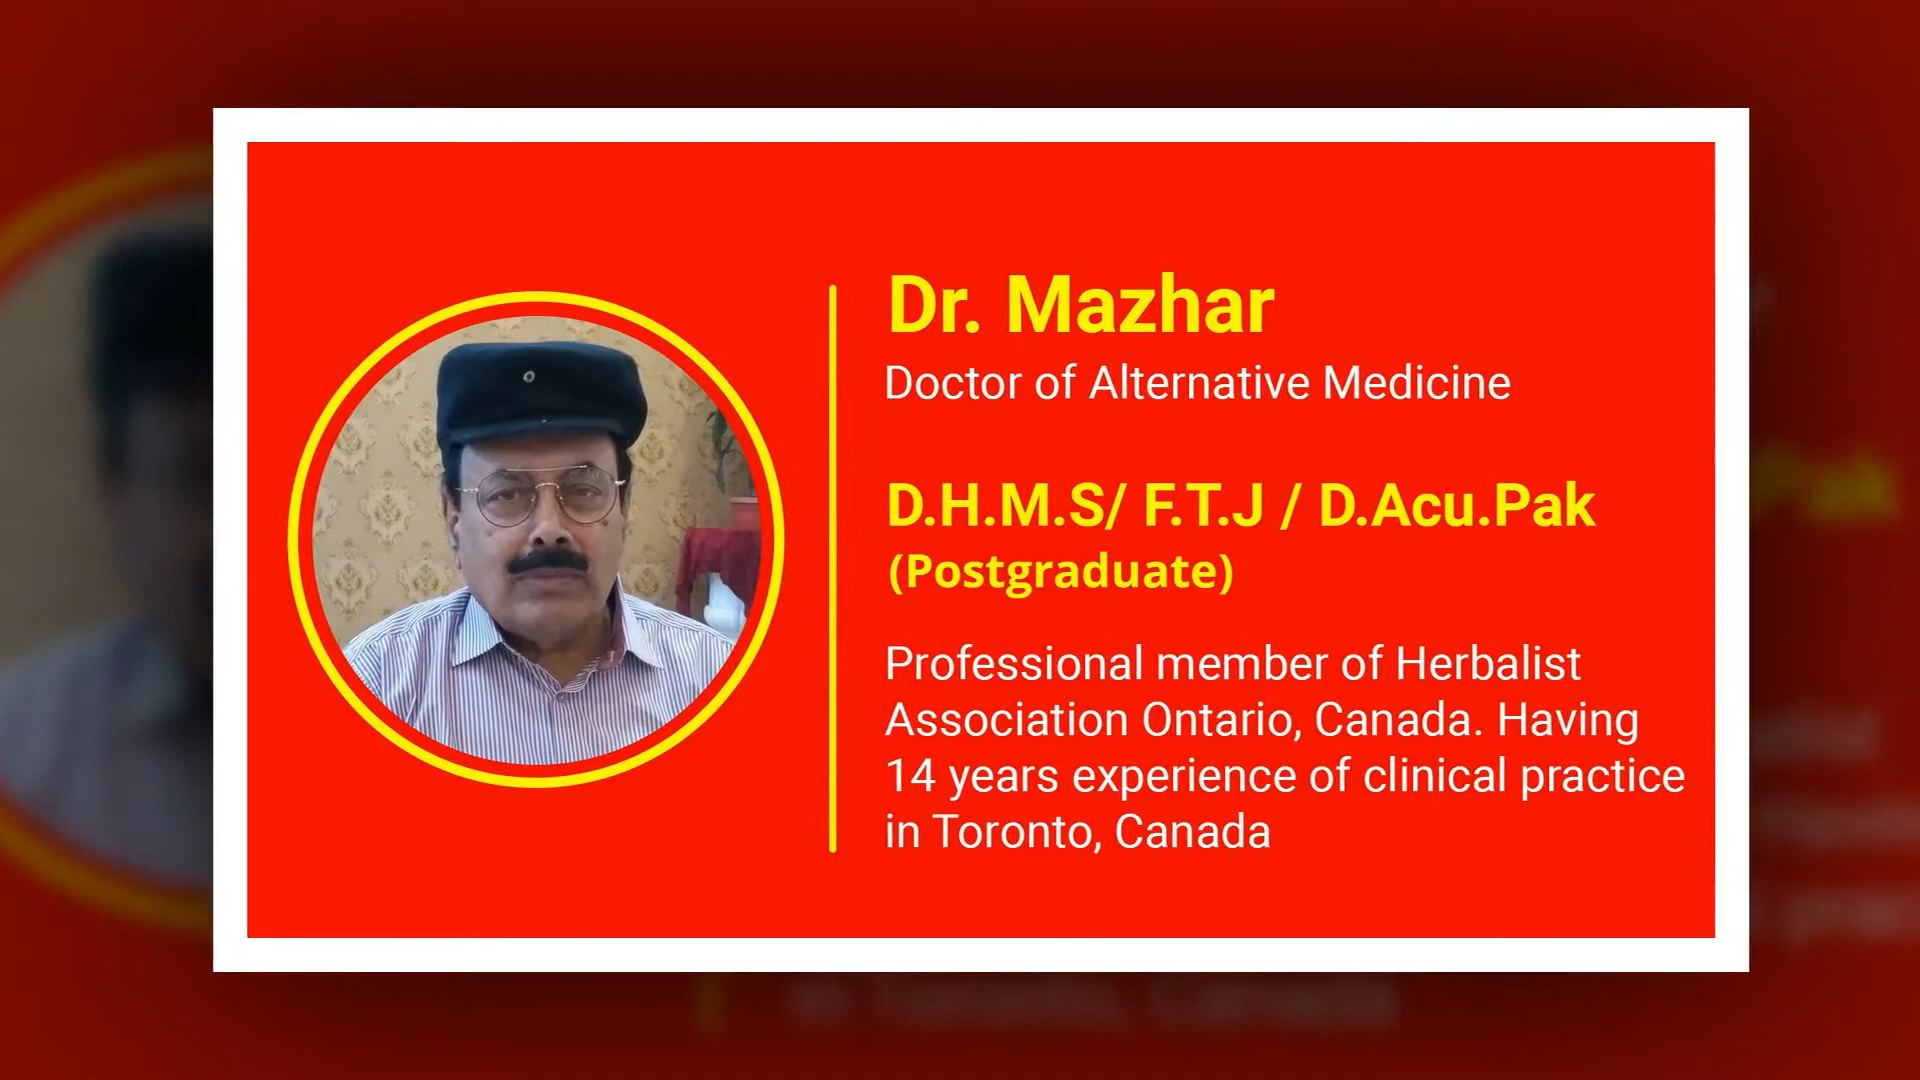 Dr. Mazhar
Doctor of Alternative Medicine
D.H.M.S/ F.T.J / D.Acu.Pak
(Postgraduate)
Professional member of Herbalist
Association Ontario, Canada. Having
14 years experience of clinical practice
in Toronto, Canada